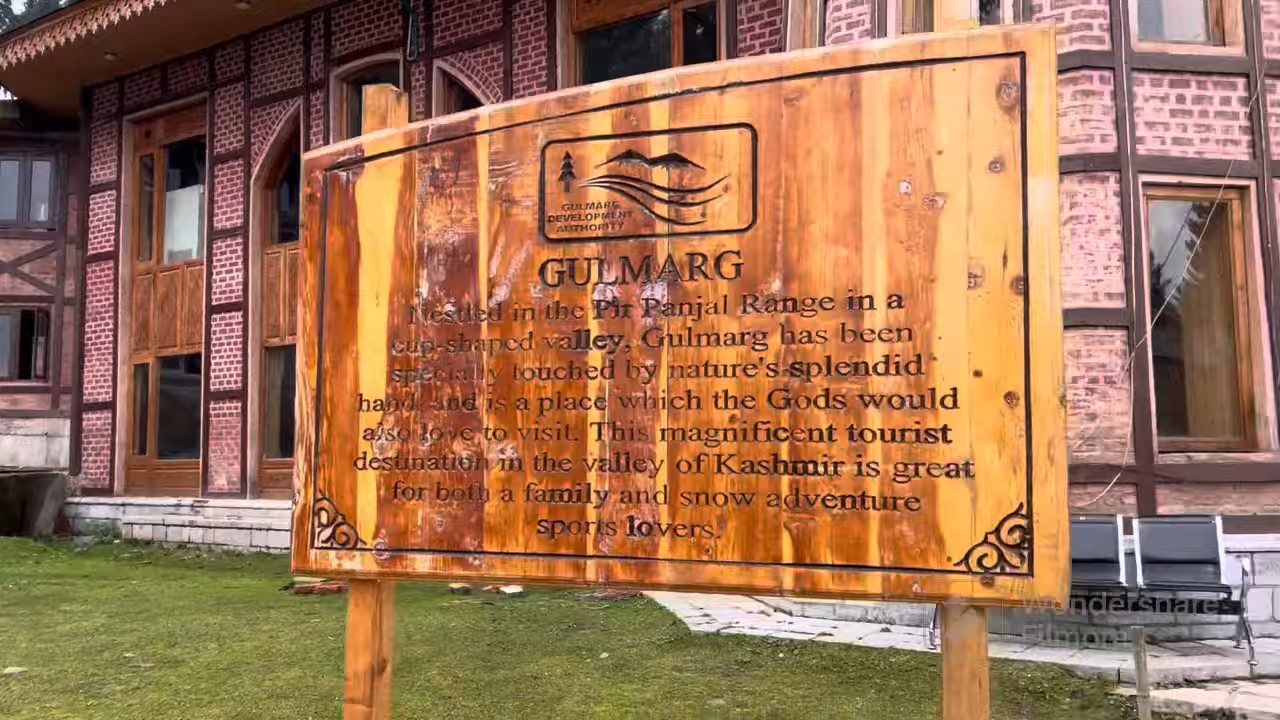 GULMARG
DEVELOPMENT
AUTHORITY
GULMARG
Nestled in the Pir Panjal Range in a
cup-shaped valley, Gulmarg has been
specially touched by nature's splendid
hand, and is a place which the Gods would
also love to visit. This magnificent tourist
destination in the valley of Kashmir is great
for both a family and snow adventure
sports lovers.
Wondershare
Filmora